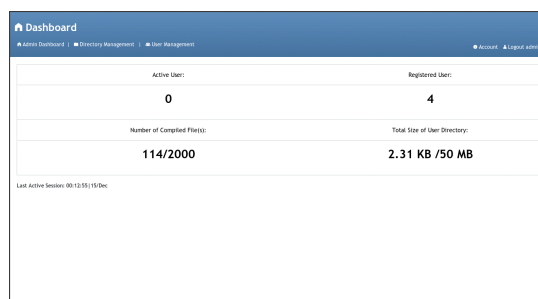 Dashboard
Admin Dashboard | Directory Management | User Management
Account Logout admi
Active User: Registered User:
0 4
Number of Compiled File(s): Total Size of User Directory:
114/2000 2.31 KB /50 MB
Last Active Session: 00:12:55|15/Dec